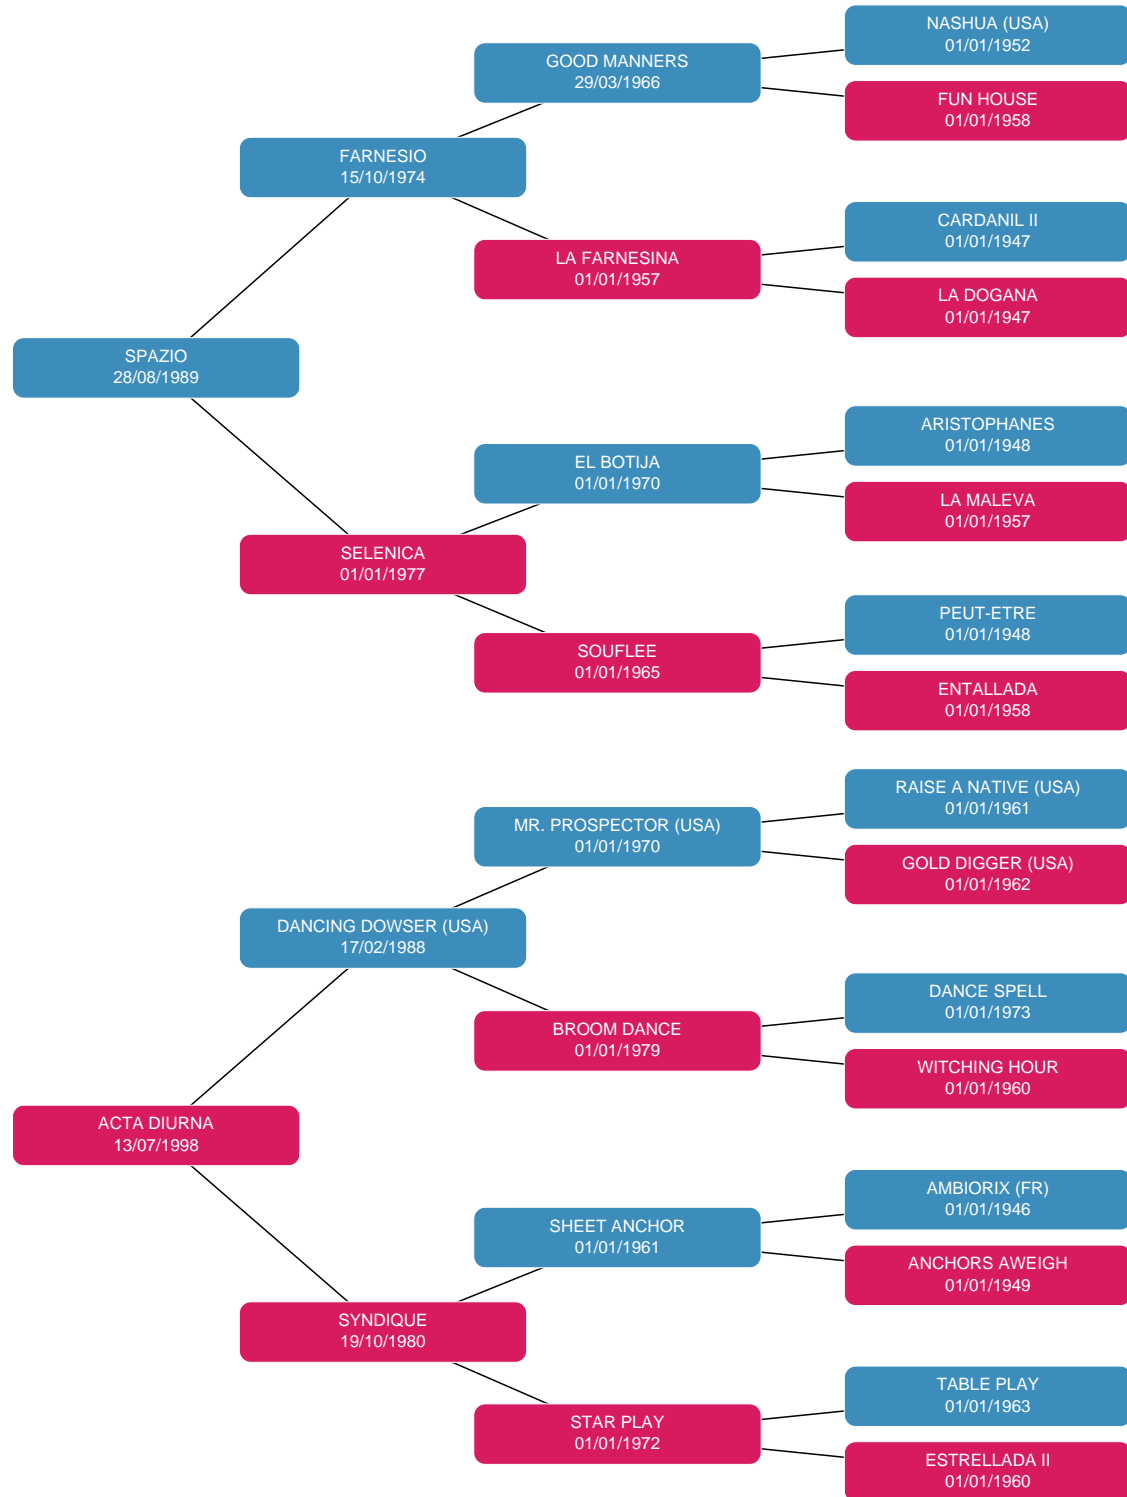 NASHUA (USA)
01/01/1952
GOOD MANNERS
29/03/1966
FUN HOUSE
01/01/1958
FARNESIO
15/10/1974
CARDANIL II
01/01/1947
LA FARNESINA
01/01/1957
LA DOGANA
01/01/1947
SPAZIO
28/08/1989
ARISTOPHANES
01/01/1948
EL BOTIJA
01/01/1970
LA MALEVA
01/01/1957
SELENICA
01/01/1977
PEUT-ETRE
01/01/1948
SOUFLEE
01/01/1965
ENTALLADA
01/01/1958
RAISE A NATIVE (USA)
01/01/1961
MR. PROSPECTOR (USA)
01/01/1970
GOLD DIGGER (USA)
01/01/1962
DANCING DOWSER (USA)
17/02/1988
DANCE SPELL
01/01/1973
BROOM DANCE
01/01/1979
WITCHING HOUR
01/01/1960
ACTA DIURNA
13/07/1998
AMBIORIX (FR)
01/01/1946
SHEET ANCHOR
01/01/1961
ANCHORS AWEIGH
01/01/1949
SYNDIQUE
19/10/1980
TABLE PLAY
01/01/1963
STAR PLAY
01/01/1972
ESTRELLADA II
01/01/1960